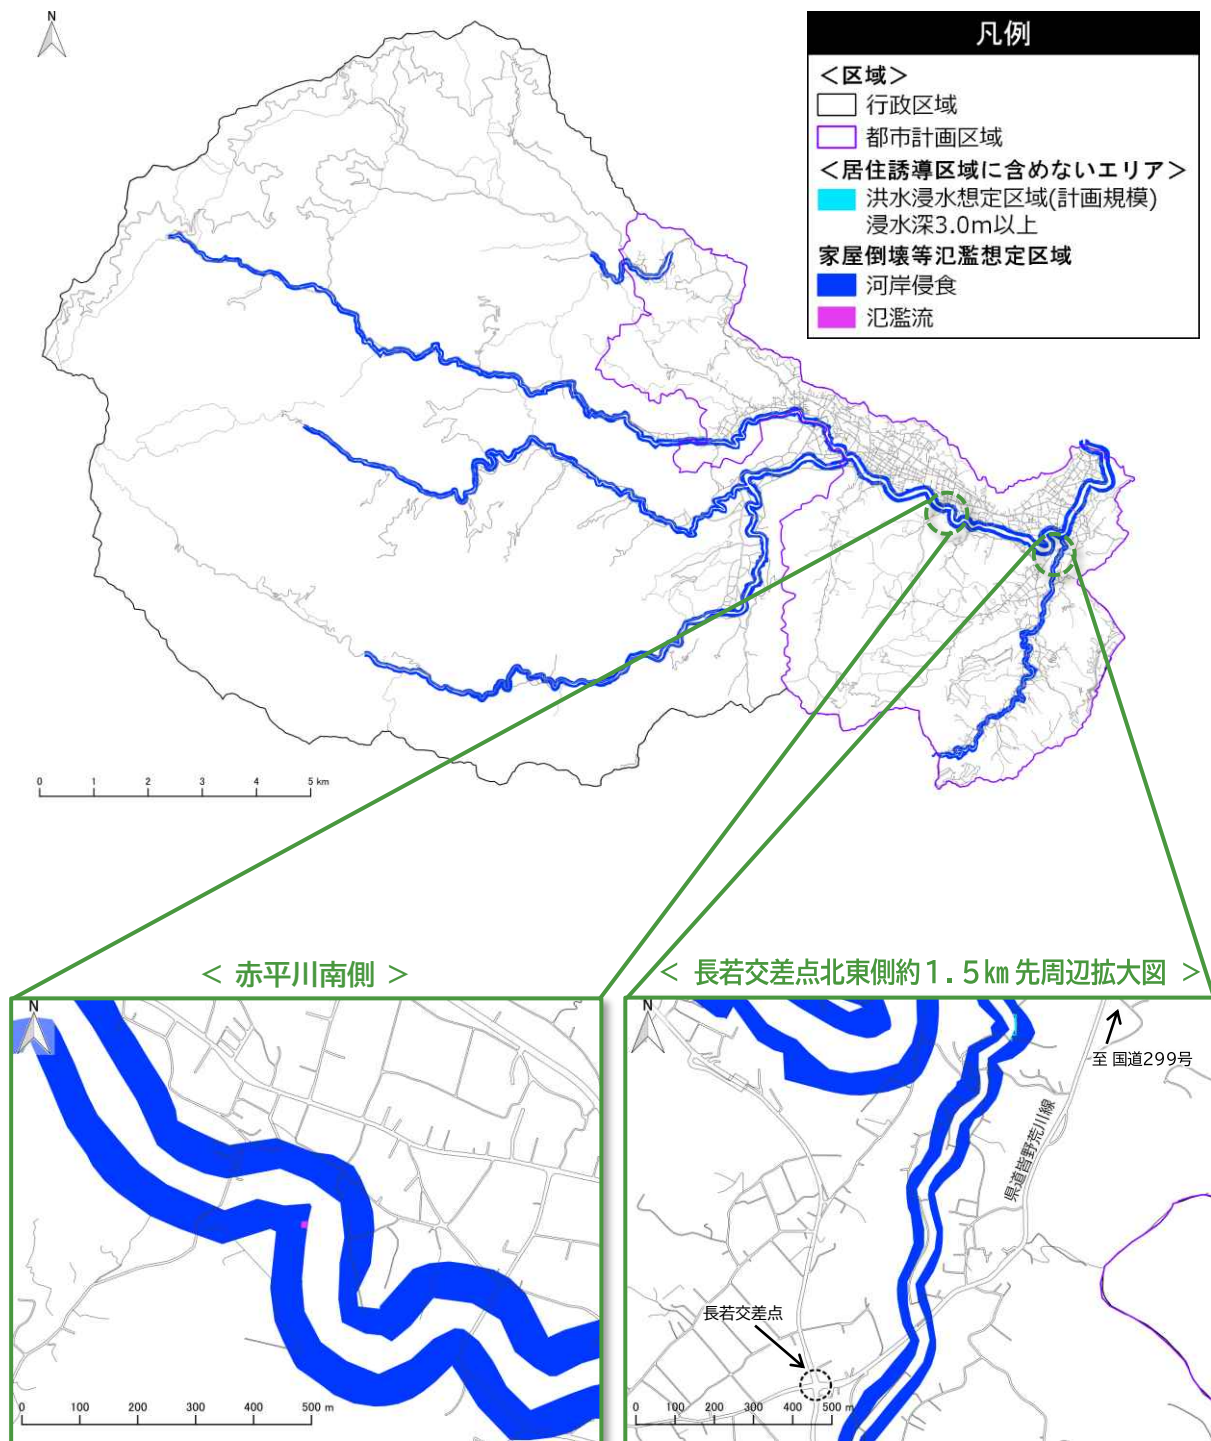 N
凡例
＜区域＞
行政区域
都市計画区域
＜居住誘導区域に含めないエリア＞
洪水浸水想定区域(計画規模)
浸水深3.0m以上
家屋倒壊等氾濫想定区域
河岸侵食
氾濫流
0 1 2 3 4 5 km
＜ 赤平川南側 ＞
＜ 長若交差点北東側約１.５㎞先周辺拡大図 ＞
N
0 100 200 300 400 500 m
N
至 国道299号
県道皆野荒川線
長若交差点
0 100 200 300 400 500 m